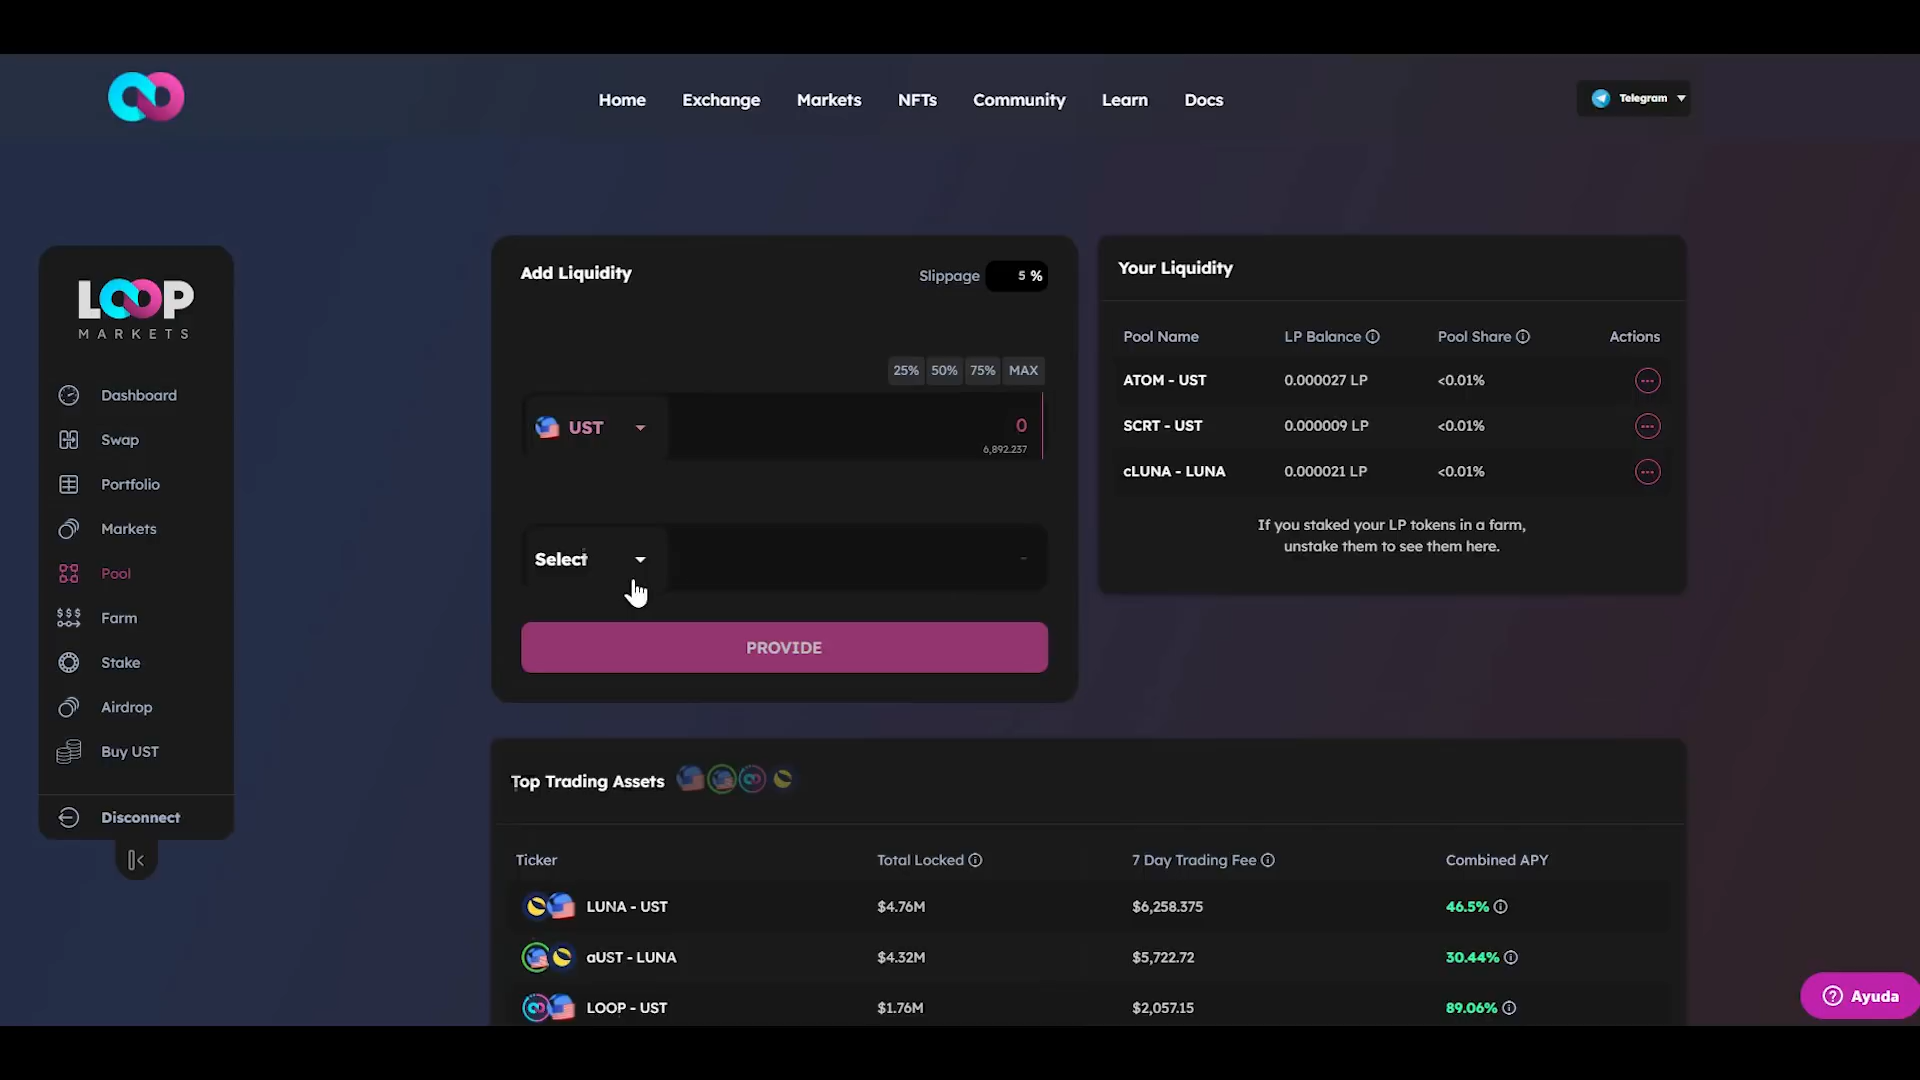 Home Exchange Markets NFTs Community Learn Docs
Telegram
LOOP
MARKETS
Dashboard
Swap
Portfolio
Markets
Pool
Farm
Stake
Airdrop
Buy UST
Disconnect
Add Liquidity
Slippage 5 %
25% 50% 75% MAX
UST 0
6,892.237
Select -
PROVIDE
Your Liquidity
Pool Name LP Balance Pool Share Actions
ATOM - UST 0.000027 LP <0.01%
SCRT - UST 0.000009 LP <0.01%
cLUNA - LUNA 0.000021 LP <0.01%
If you staked your LP tokens in a farm,
unstake them to see them here.
Top Trading Assets
Ticker Total Locked 7 Day Trading Fee Combined APY
LUNA - UST $4.76M $6,258.375 46.5%
aUST - LUNA $4.32M $5,722.72 30.44%
LOOP - UST $1.76M $2,057.15 89.06%
Ayuda